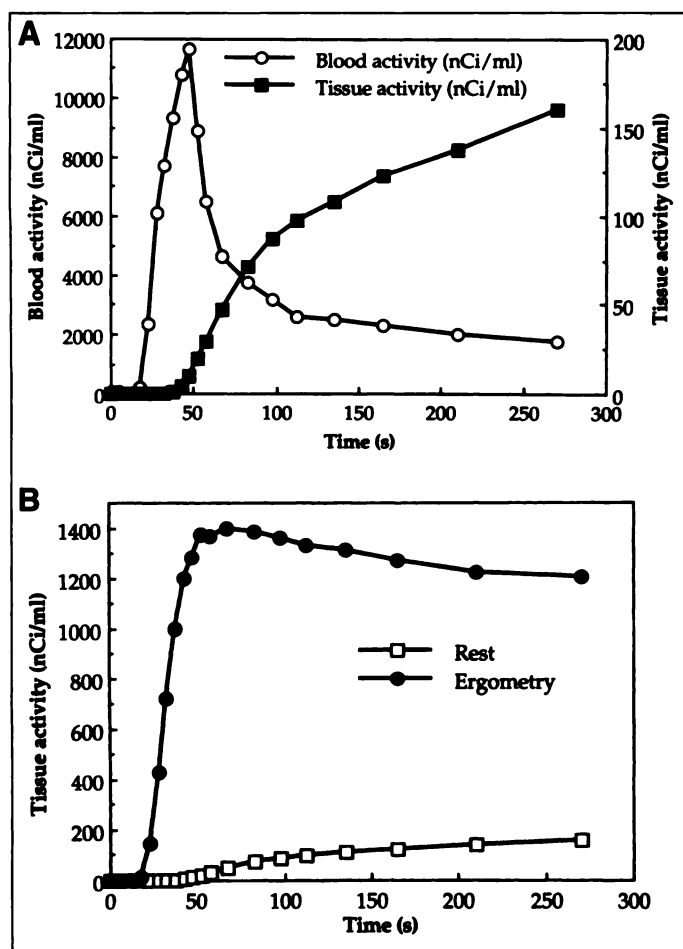 A
12000
10000
8000
6000
4000
2000
0
Blood activity (nCi/ml)
Blood activity (nCi/ml)
Tissue activity (nCi/ml)
200
150
100
50
0
Tissue activity (nCi/ml)
0 50 100 150 200 250 300
Time (s)
B
1400
1200
1000
800
600
400
200
0
Tissue activity (nCi/ml)
Rest
Ergometry
0 50 100 150 200 250 300
Time (s)